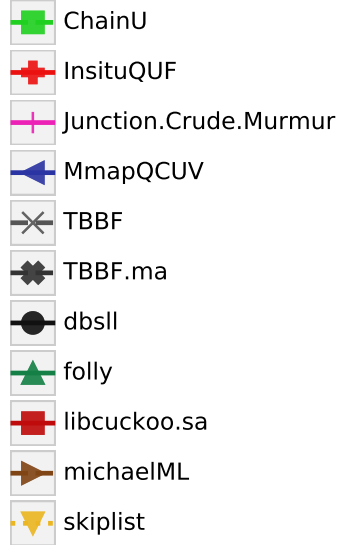 ChainU
InsituQUF
Junction.Crude.Murmur
MmapQCUV
TBBF
TBBF.ma
dbsll
folly
libcuckoo.sa
michaelML
skiplist